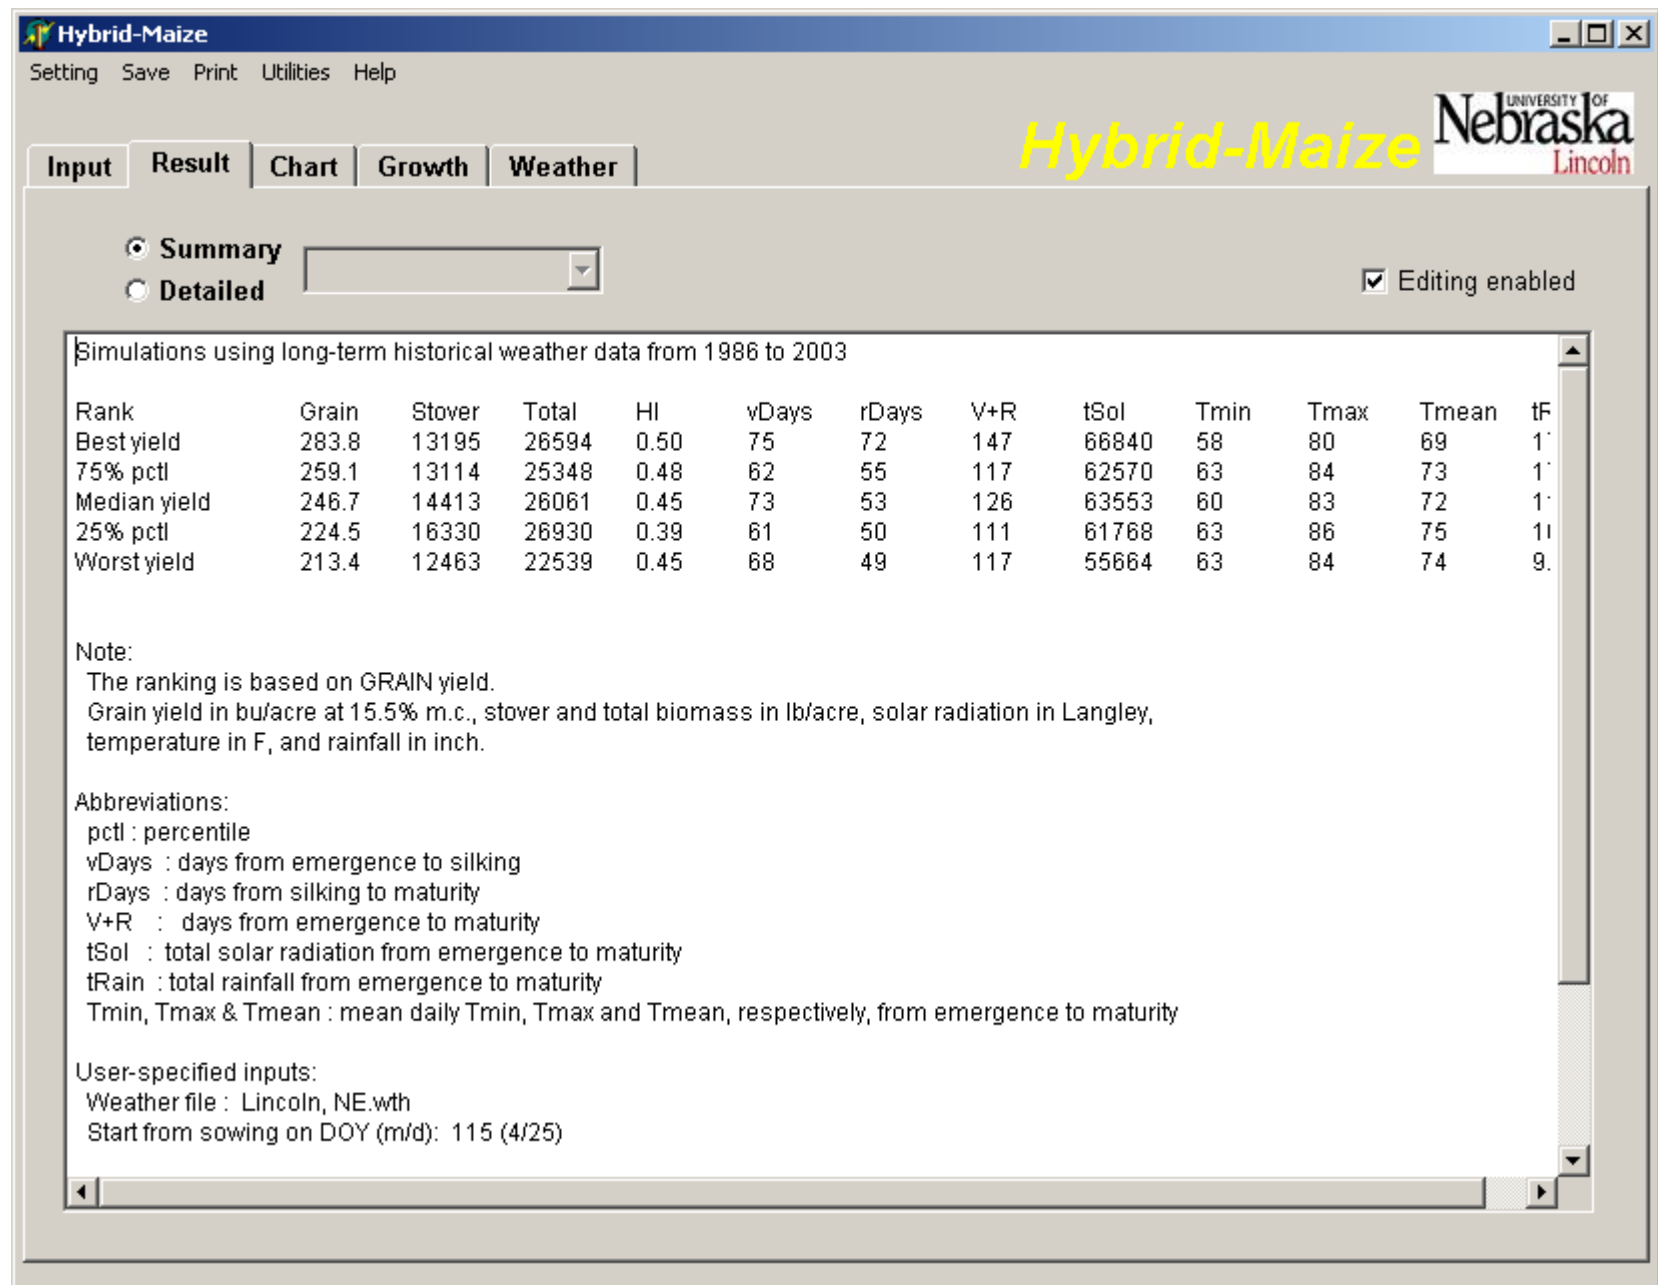 Hybrid-Maize
Setting Save Print Utilities Help
Hybrid-Maize
UNIVERSITY OF
Nebraska
Lincoln
Input Result Chart Growth Weather
Summary
Detailed
Editing enabled
Simulations using long-term historical weather data from 1986 to 2003
Rank Grain Stover Total HI vDays rDays V+R tSol Tmin Tmax Tmean
Best yield 283.8 13195 26594 0.50 75 72 147 66840 58 80 69
75% pctl 259.1 13114 25348 0.48 62 55 117 62570 63 84 73
Median yield 246.7 14413 26061 0.45 73 53 126 63553 60 83 72
25% pctl 224.5 16330 26930 0.39 61 50 111 61768 63 86 75
Worst yield 213.4 12463 22539 0.45 68 49 117 55664 63 84 74 9.
Note:
The ranking is based on GRAIN yield.
Grain yield in bu/acre at 15.5% m.c., stover and total biomass in lb/acre, solar radiation in Langley,
temperature in F, and rainfall in inch.
Abbreviations:
pctl : percentile
vDays : days from emergence to silking
rDays : days from silking to maturity
V+R : days from emergence to maturity
tSol : total solar radiation from emergence to maturity
tRain : total rainfall from emergence to maturity
Tmin, Tmax & Tmean : mean daily Tmin, Tmax and Tmean, respectively, from emergence to maturity
User-specified inputs:
Weather file : Lincoln, NE.wth
Start from sowing on DOY (m/d): 115 (4/25)